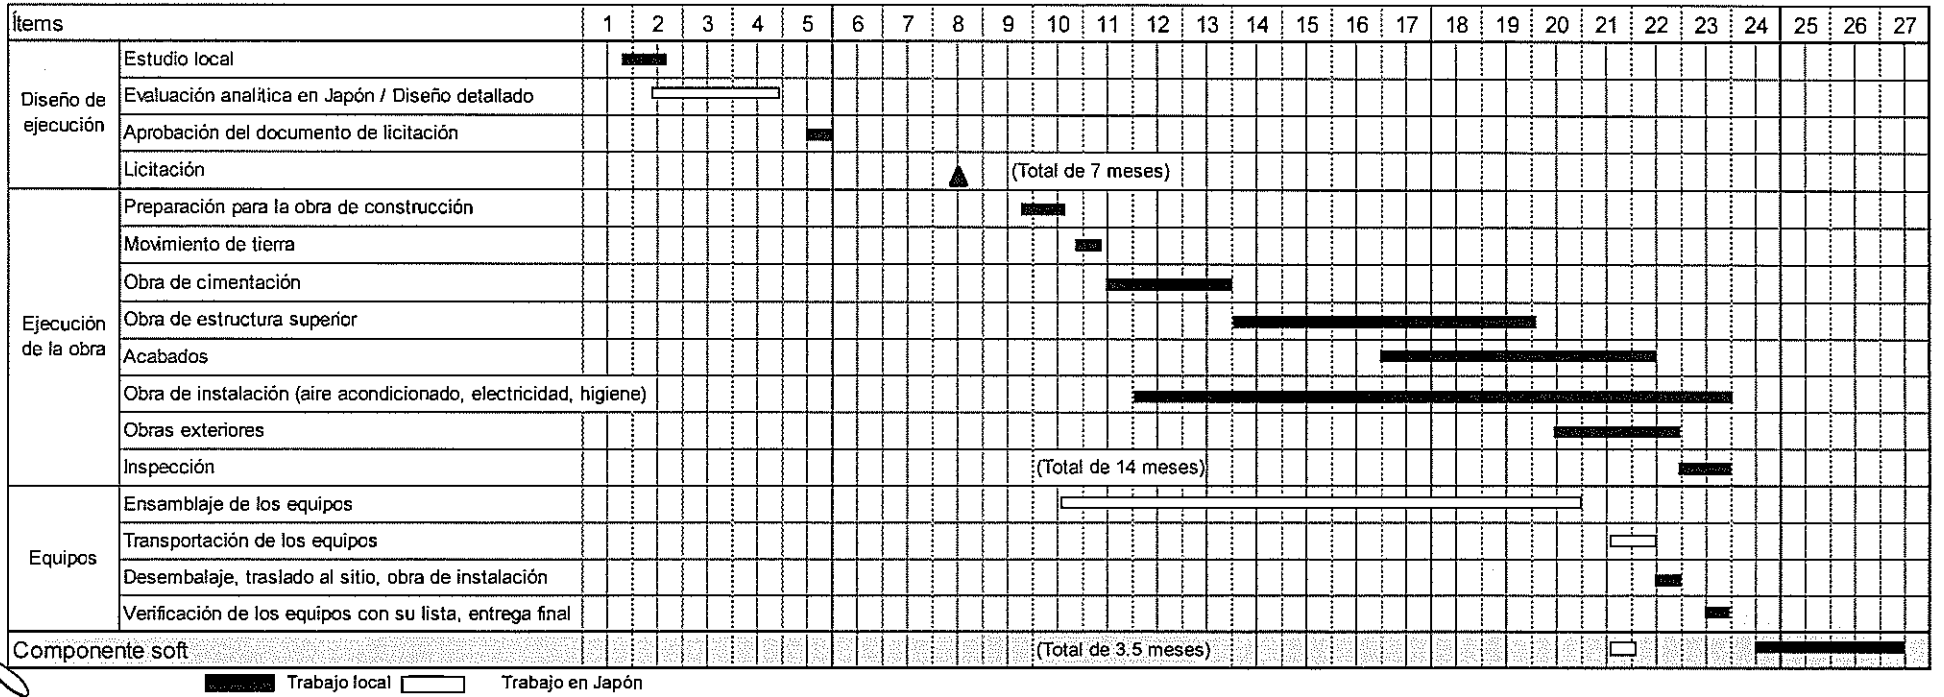 Ítems 1 2 3 4 5 6 7 8 9 10 11 12 13 14 15 16 17 18 19 20 21 22 23 24 25 26 27
Diseño de
ejecución
Estudio local
Evaluación analítica en Japón / Diseño detallado
Aprobación del documento de licitación
Licitación (Total de 7 meses)
Ejecución
de la obra
Preparación para la obra de construcción
Movimiento de tierra
Obra de cimentación
Obra de estructura superior
Acabados
Obra de instalación (aire acondicionado, electricidad, higiene)
Obras exteriores
Inspección (Total de 14 meses)
Equipos
Ensamblaje de los equipos
Transportación de los equipos
Desembalaje, traslado al sitio, obra de instalación
Verificación de los equipos con su lista, entrega final
Componente soft (Total de 3.5 meses)
Trabajo local Trabajo en Japón